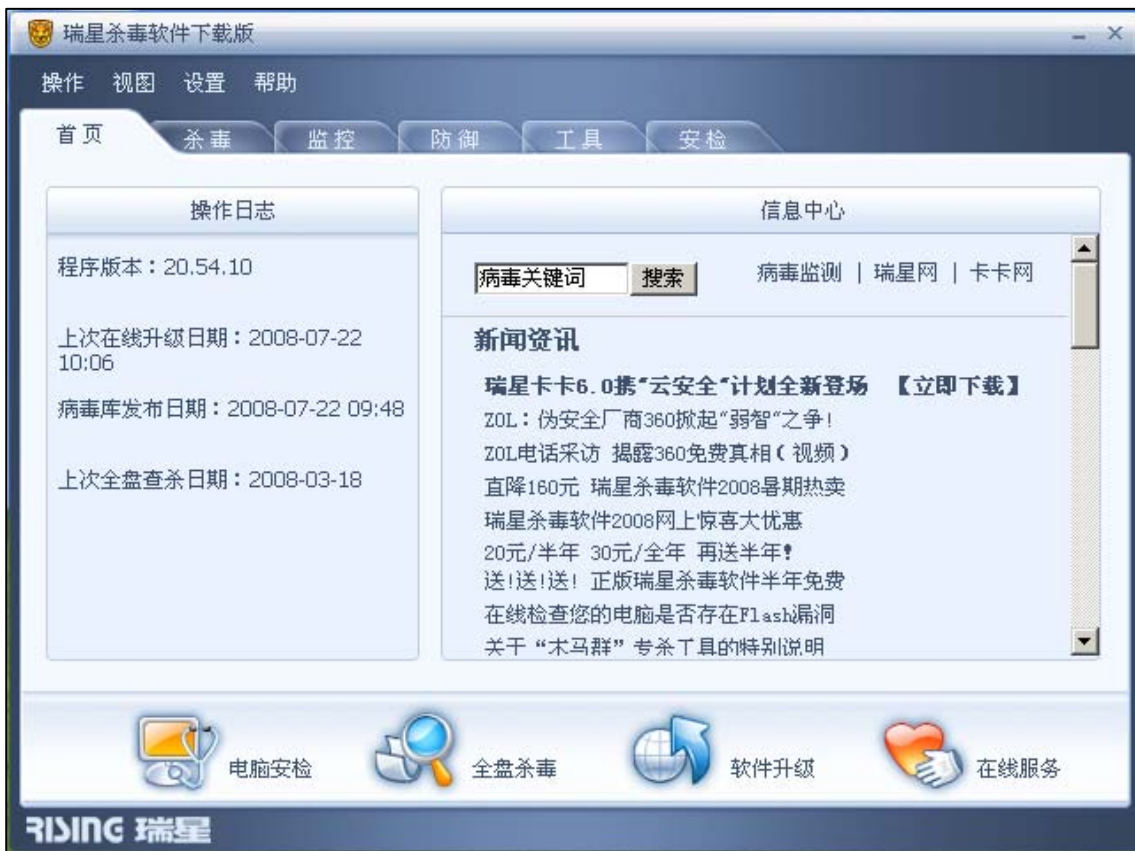 瑞星杀毒软件下载版
操作 视图 设置 帮助
首页 杀毒 监控 防御 工具 安检
操作日志
程序版本：20.54.10
上次在线升级日期：2008-07-22
10:06
病毒库发布日期：2008-07-22 09:48
上次全盘查杀日期：2008-03-18
信息中心
病毒关键词 搜索 病毒监测 | 瑞星网 | 卡卡网
新闻资讯
瑞星卡卡6.0携“云安全”计划全新登场 【立即下载】
ZOL：伪安全厂商360掀起“弱智”之争!
ZOL电话采访 揭露360免费真相(视频)
直降160元 瑞星杀毒软件2008暑期热卖
瑞星杀毒软件2008网上惊喜大优惠
20元/半年 30元/全年 再送半年!
送!送!送! 正版瑞星杀毒软件半年免费
在线检查您的电脑是否存在Flash漏洞
关于“木马群”专杀工具的特别说明
电脑安检 全盘杀毒 软件升级 在线服务
RISING 瑞星